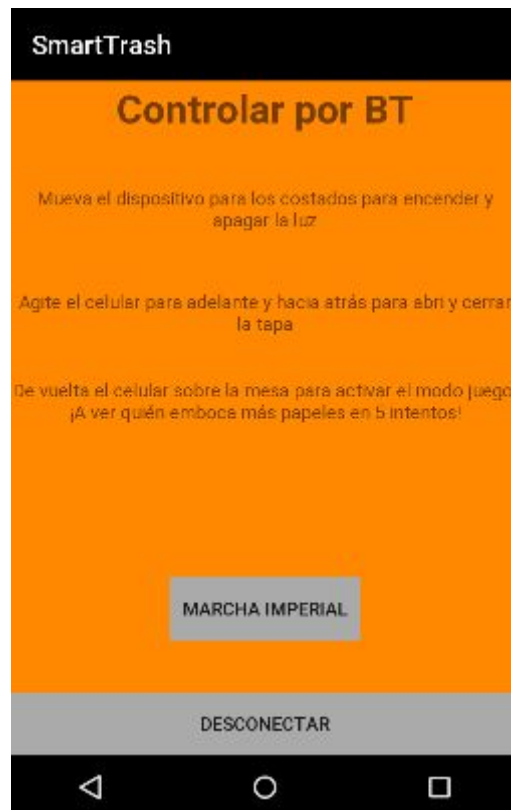 SmartTrash
Controlar por BT
Mueva el dispositivo para los costados para encender y
apagar la luz
Agite el celular para adelante y hacia atrás para abri y cerrar
la tapa
De vuelta el celular sobre la mesa para activar el modo juego
¡A ver quién emboca más papeles en 5 intentos!
MARCHA IMPERIAL
DESCONECTAR